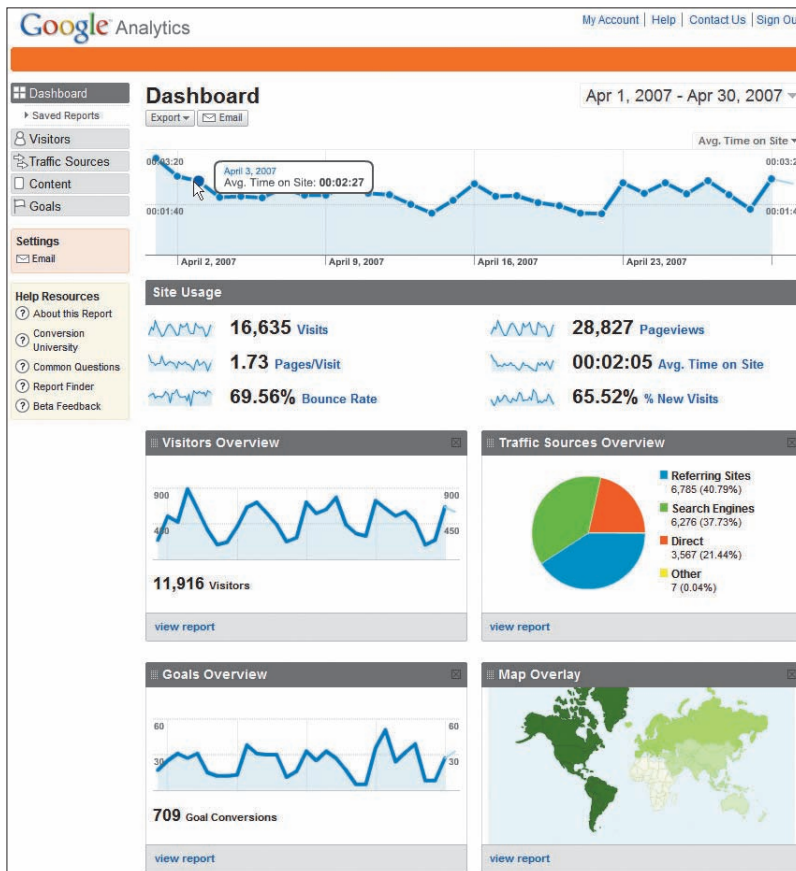 Google Analytics
My Account | Help | Contact Us | Sign Ou
Dashboard
Saved Reports
Visitors
Traffic Sources
Content
Goals
Settings
Email
Help Resources
About this Report
Conversion
University
Common Questions
Report Finder
Beta Feedback
Dashboard
Apr 1, 2007 - Apr 30, 2007
Export
Email
Avg. Time on Site
00:03:20
00:03:2
April 3, 2007
Avg. Time on Site: 00:02:27
00:01:40
00:01:4
April 2, 2007
April 9, 2007
April 16, 2007
April 23, 2007
Site Usage
16,635 Visits
28,827 Pageviews
1.73 Pages/Visit
00:02:05 Avg. Time on Site
69.56% Bounce Rate
65.52% % New Visits
Visitors Overview
900
900
450
450
11,916 Visitors
view report
Traffic Sources Overview
Referring Sites
6,785 (40.79%)
Search Engines
6,276 (37.73%)
Direct
3,567 (21.44%)
Other
7 (0.04%)
view report
Goals Overview
60
60
30
30
709 Goal Conversions
view report
Map Overlay
view report